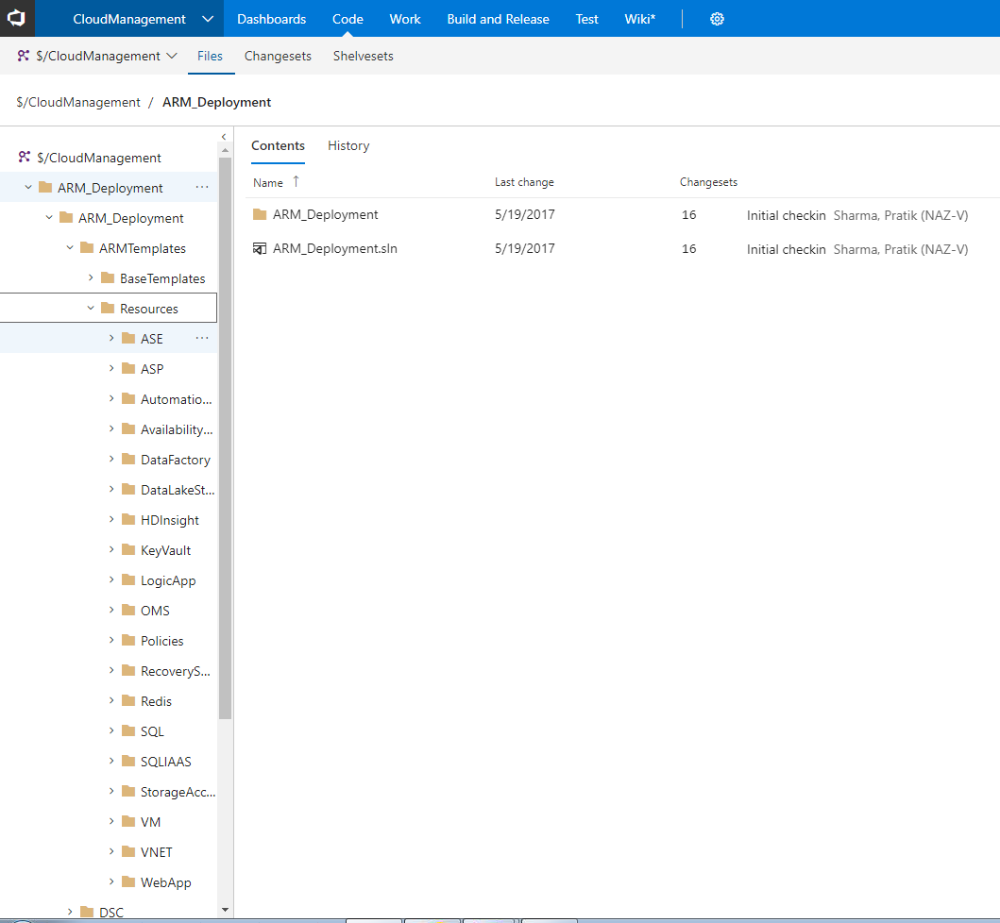 CloudManagement Dashboards Code Work Build and Release Test Wiki*
$/CloudManagement Files Changesets Shelvesets
$/CloudManagement / ARM_Deployment
$/CloudManagement
ARM_Deployment ...
ARM_Deployment
ARMTemplates
BaseTemplates
Resources
ASE ...
ASP
Automatio...
Availability...
DataFactory
DataLakeSt...
HDInsight
KeyVault
LogicApp
OMS
Policies
RecoveryS...
Redis
SQL
SQLIAAS
StorageAcc...
VM
VNET
WebApp
DSC
Contents History
Name ↑ Last change Changesets
ARM_Deployment 5/19/2017 16 Initial checkin Sharma, Pratik (NAZ-V)
ARM_Deployment.sln 5/19/2017 16 Initial checkin Sharma, Pratik (NAZ-V)